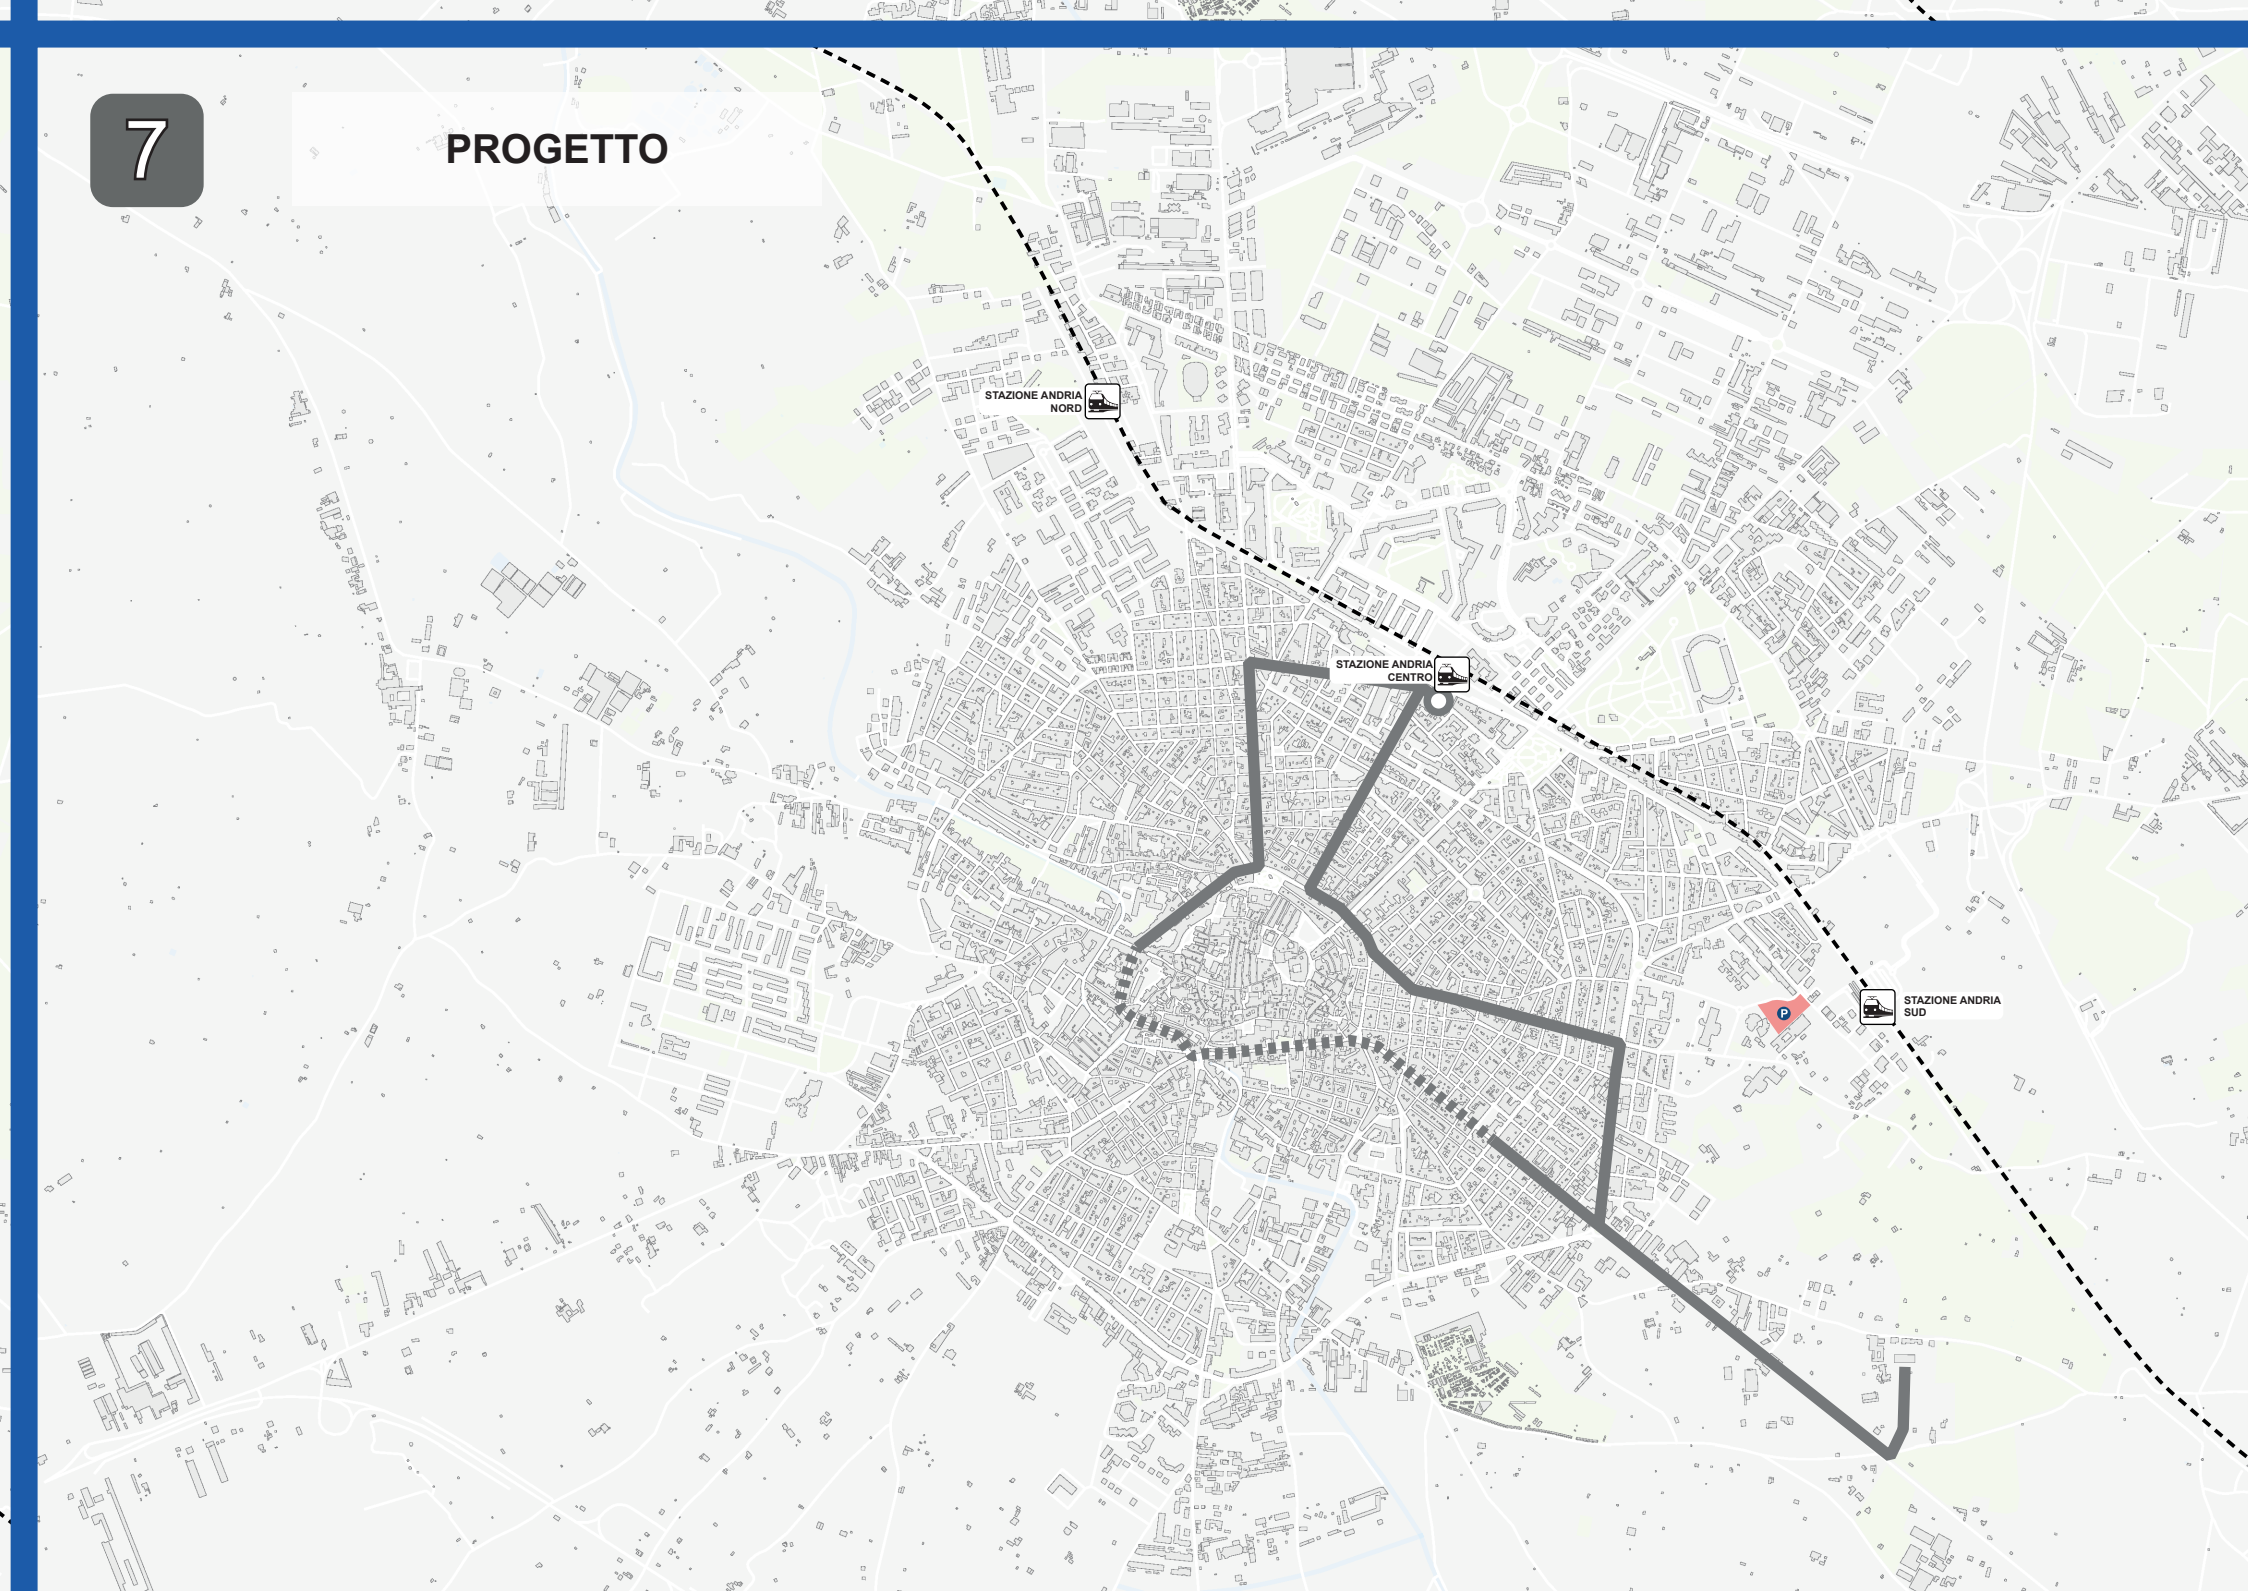 7
PROGETTO
STAZIONE ANDRIA
NORD
STAZIONE ANDRIA
CENTRO
STAZIONE ANDRIA
SUD
P